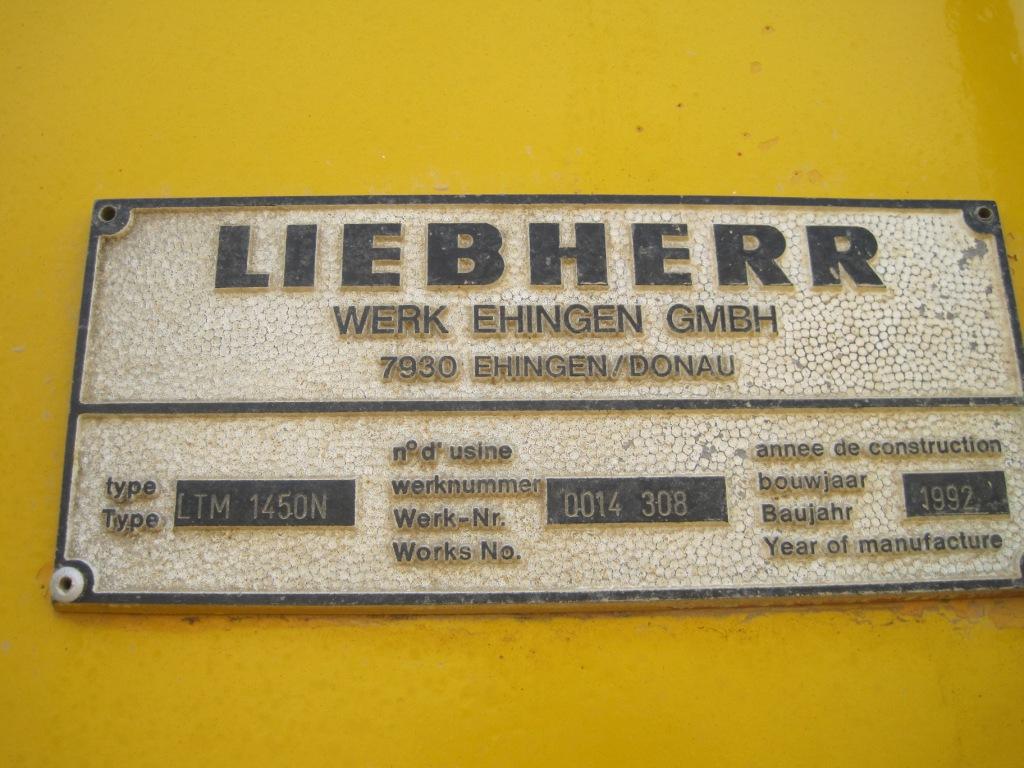 LIEBHERR
WERK EHINGEN GMBH
7930 EHINGEN/DONAU
type
Type
LTM 1450N
nº d' usine
werknummer
Werk-Nr.
Works No.
0014 308
annee de construction
bouwjaar
Baujahr
Year of manufacture
1992